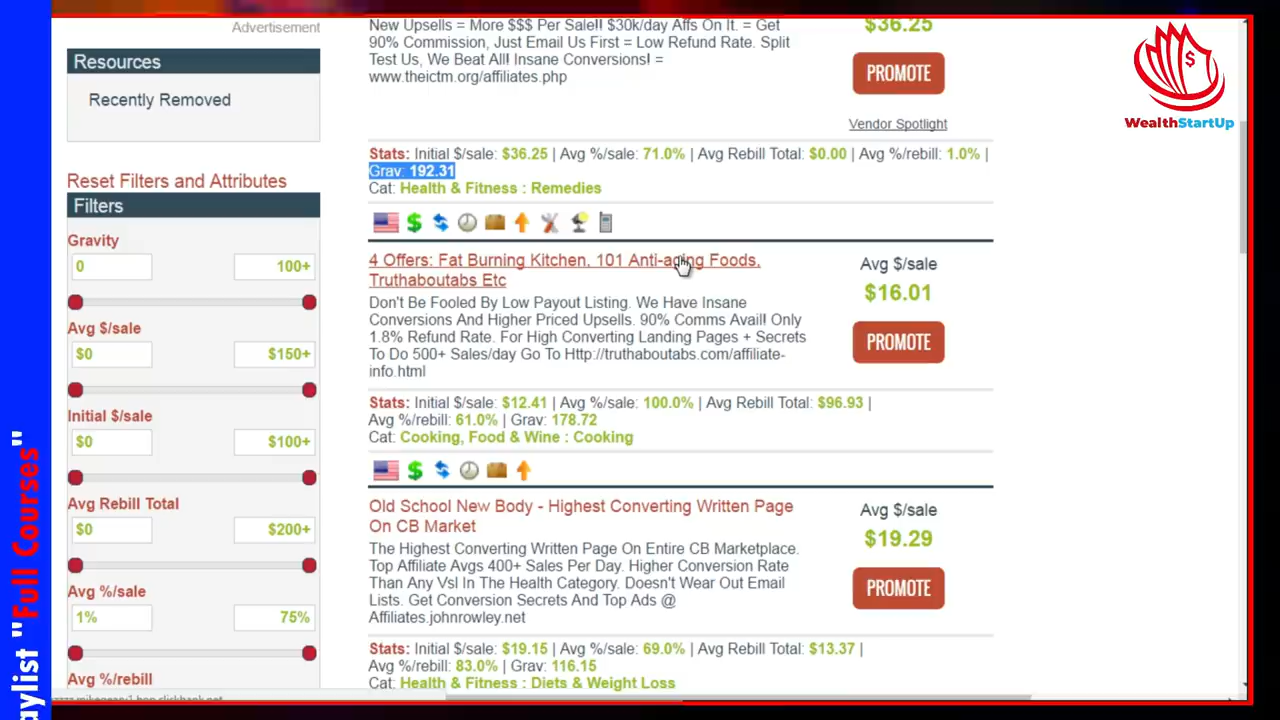 Advertisement
Resources
Recently Removed
Reset Filters and Attributes
Filters
Gravity
0
100+
Avg $/sale
$0
$150+
Initial $/sale
$0
$100+
Avg Rebill Total
$0
$200+
Avg %/sale
1%
75%
Avg %/rebill
New Upsells = More $$$ Per Sale!! $30k/day Affs On It. = Get
90% Commission, Just Email Us First = Low Refund Rate. Split
Test Us, We Beat All! Insane Conversions! =
www.theictm.org/affiliates.php
$36.25
PROMOTE
Vendor Spotlight
Stats: Initial $/sale: $36.25 | Avg %/sale: 71.0% | Avg Rebill Total: $0.00 | Avg %/rebill: 1.0% |
Grav: 192.31
Cat: Health & Fitness : Remedies
4 Offers: Fat Burning Kitchen, 101 Anti-aging Foods,
Truthaboutabs Etc
Don't Be Fooled By Low Payout Listing. We Have Insane
Conversions And Higher Priced Upsells. 90% Comms Avail! Only
1.8% Refund Rate. For High Converting Landing Pages + Secrets
To Do 500+ Sales/day Go To Http://truthaboutabs.com/affiliate-
info.html
Avg $/sale
$16.01
PROMOTE
Stats: Initial $/sale: $12.41 | Avg %/sale: 100.0% | Avg Rebill Total: $96.93 |
Avg %/rebill: 61.0% | Grav: 178.72
Cat: Cooking, Food & Wine : Cooking
Old School New Body - Highest Converting Written Page
On CB Market
The Highest Converting Written Page On Entire CB Marketplace.
Top Affiliate Avgs 400+ Sales Per Day. Higher Conversion Rate
Than Any Vsl In The Health Category. Doesn't Wear Out Email
Lists. Get Conversion Secrets And Top Ads @
Affiliates.johnrowley.net
Avg $/sale
$19.29
PROMOTE
Stats: Initial $/sale: $19.15 | Avg %/sale: 69.0% | Avg Rebill Total: $13.37 |
Avg %/rebill: 83.0% | Grav: 116.15
Cat: Health & Fitness : Diets & Weight Loss
WealthStartUp
aylist "Full Courses"